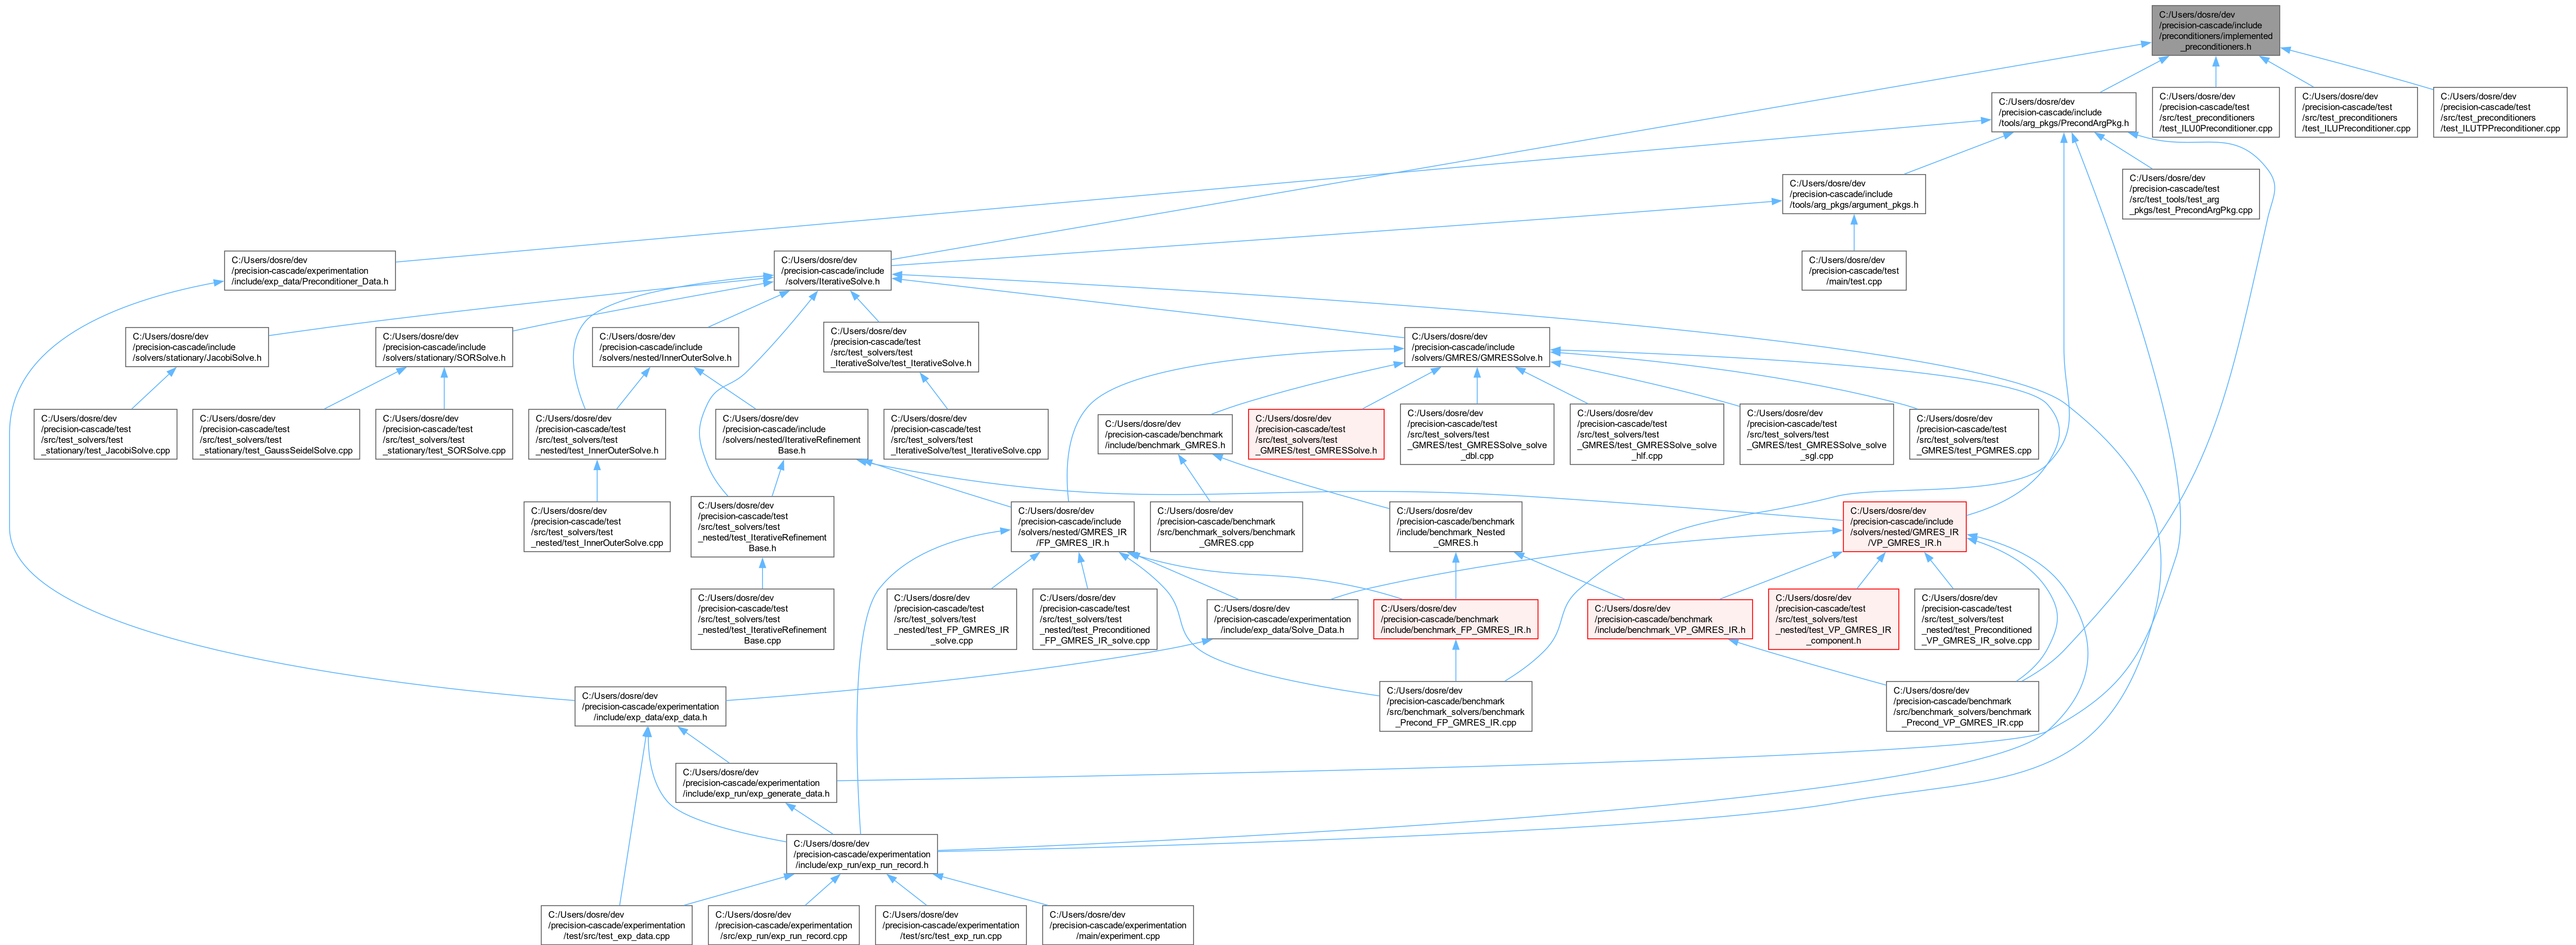 C:/Users/dosre/dev
/precision-cascade/include
/preconditioners/implemented
_preconditioners.h
C:/Users/dosre/dev
/precision-cascade/include
/tools/arg_pkgs/PrecondArgPkg.h
C:/Users/dosre/dev
/precision-cascade/test
/src/test_preconditioners
/test_ILU0Preconditioner.cpp
C:/Users/dosre/dev
/precision-cascade/test
/src/test_preconditioners
/test_ILUPreconditioner.cpp
C:/Users/dosre/dev
/precision-cascade/test
/src/test_preconditioners
/test_ILUTPPreconditioner.cpp
C:/Users/dosre/dev
/precision-cascade/include
/tools/arg_pkgs/argument_pkgs.h
C:/Users/dosre/dev
/precision-cascade/test
/src/test_tools/test_arg
_pkgs/test_PrecondArgPkg.cpp
C:/Users/dosre/dev
/precision-cascade/experimentation
/include/exp_data/Preconditioner_Data.h
C:/Users/dosre/dev
/precision-cascade/include
/solvers/IterativeSolve.h
C:/Users/dosre/dev
/precision-cascade/test
/main/test.cpp
C:/Users/dosre/dev
/precision-cascade/include
/solvers/stationary/JacobiSolve.h
C:/Users/dosre/dev
/precision-cascade/include
/solvers/stationary/SORSolve.h
C:/Users/dosre/dev
/precision-cascade/include
/solvers/nested/InnerOuterSolve.h
C:/Users/dosre/dev
/precision-cascade/test
/src/test_solvers/test
_IterativeSolve/test_IterativeSolve.h
C:/Users/dosre/dev
/precision-cascade/include
/solvers/GMRES/GMRESSolve.h
C:/Users/dosre/dev
/precision-cascade/test
/src/test_solvers/test
_stationary/test_JacobiSolve.cpp
C:/Users/dosre/dev
/precision-cascade/test
/src/test_solvers/test
_stationary/test_GaussSeidelSolve.cpp
C:/Users/dosre/dev
/precision-cascade/test
/src/test_solvers/test
_stationary/test_SORSolve.cpp
C:/Users/dosre/dev
/precision-cascade/test
/src/test_solvers/test
_nested/test_InnerOuterSolve.h
C:/Users/dosre/dev
/precision-cascade/include
/solvers/nested/IterativeRefinement
Base.h
C:/Users/dosre/dev
/precision-cascade/test
/src/test_solvers/test
_IterativeSolve/test_IterativeSolve.cpp
C:/Users/dosre/dev
/precision-cascade/benchmark
/include/benchmark_GMRES.h
C:/Users/dosre/dev
/precision-cascade/test
/src/test_solvers/test
_GMRES/test_GMRESSolve.h
C:/Users/dosre/dev
/precision-cascade/test
/src/test_solvers/test
_GMRES/test_GMRESSolve_solve
_dbl.cpp
C:/Users/dosre/dev
/precision-cascade/test
/src/test_solvers/test
_GMRES/test_GMRESSolve_solve
_hlf.cpp
C:/Users/dosre/dev
/precision-cascade/test
/src/test_solvers/test
_GMRES/test_GMRESSolve_solve
_sgl.cpp
C:/Users/dosre/dev
/precision-cascade/test
/src/test_solvers/test
_GMRES/test_PGMRES.cpp
C:/Users/dosre/dev
/precision-cascade/test
/src/test_solvers/test
_nested/test_InnerOuterSolve.cpp
C:/Users/dosre/dev
/precision-cascade/test
/src/test_solvers/test
_nested/test_IterativeRefinement
Base.h
C:/Users/dosre/dev
/precision-cascade/include
/solvers/nested/GMRES_IR
/FP_GMRES_IR.h
C:/Users/dosre/dev
/precision-cascade/benchmark
/src/benchmark_solvers/benchmark
_GMRES.cpp
C:/Users/dosre/dev
/precision-cascade/benchmark
/include/benchmark_Nested
_GMRES.h
C:/Users/dosre/dev
/precision-cascade/include
/solvers/nested/GMRES_IR
/VP_GMRES_IR.h
C:/Users/dosre/dev
/precision-cascade/test
/src/test_solvers/test
_nested/test_IterativeRefinement
Base.cpp
C:/Users/dosre/dev
/precision-cascade/test
/src/test_solvers/test
_nested/test_FP_GMRES_IR
_solve.cpp
C:/Users/dosre/dev
/precision-cascade/test
/src/test_solvers/test
_nested/test_Preconditioned
_FP_GMRES_IR_solve.cpp
C:/Users/dosre/dev
/precision-cascade/experimentation
/include/exp_data/Solve_Data.h
C:/Users/dosre/dev
/precision-cascade/benchmark
/include/benchmark_FP_GMRES_IR.h
C:/Users/dosre/dev
/precision-cascade/benchmark
/include/benchmark_VP_GMRES_IR.h
C:/Users/dosre/dev
/precision-cascade/test
/src/test_solvers/test
_nested/test_VP_GMRES_IR
_component.h
C:/Users/dosre/dev
/precision-cascade/test
/src/test_solvers/test
_nested/test_Preconditioned
_VP_GMRES_IR_solve.cpp
C:/Users/dosre/dev
/precision-cascade/experimentation
/include/exp_data/exp_data.h
C:/Users/dosre/dev
/precision-cascade/benchmark
/src/benchmark_solvers/benchmark
_Precond_FP_GMRES_IR.cpp
C:/Users/dosre/dev
/precision-cascade/benchmark
/src/benchmark_solvers/benchmark
_Precond_VP_GMRES_IR.cpp
C:/Users/dosre/dev
/precision-cascade/experimentation
/include/exp_run/exp_generate_data.h
C:/Users/dosre/dev
/precision-cascade/experimentation
/include/exp_run/exp_run_record.h
C:/Users/dosre/dev
/precision-cascade/experimentation
/test/src/test_exp_data.cpp
C:/Users/dosre/dev
/precision-cascade/experimentation
/src/exp_run/exp_run_record.cpp
C:/Users/dosre/dev
/precision-cascade/experimentation
/test/src/test_exp_run.cpp
C:/Users/dosre/dev
/precision-cascade/experimentation
/main/experiment.cpp